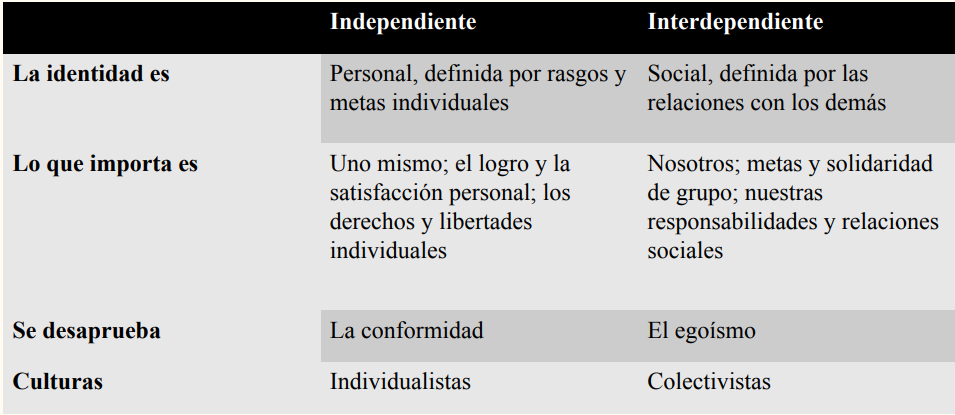 Independiente Interdependiente
La identidad es Personal, definida por rasgos y Social, definida por las
metas individuales relaciones con los demás
Lo que importa es Uno mismo; el logro y la Nosotros; metas y solidaridad
satisfacción personal; los de grupo; nuestras
derechos y libertades responsabilidades y relaciones
individuales sociales
Se desaprueba La conformidad El egoísmo
Culturas Individualistas Colectivistas